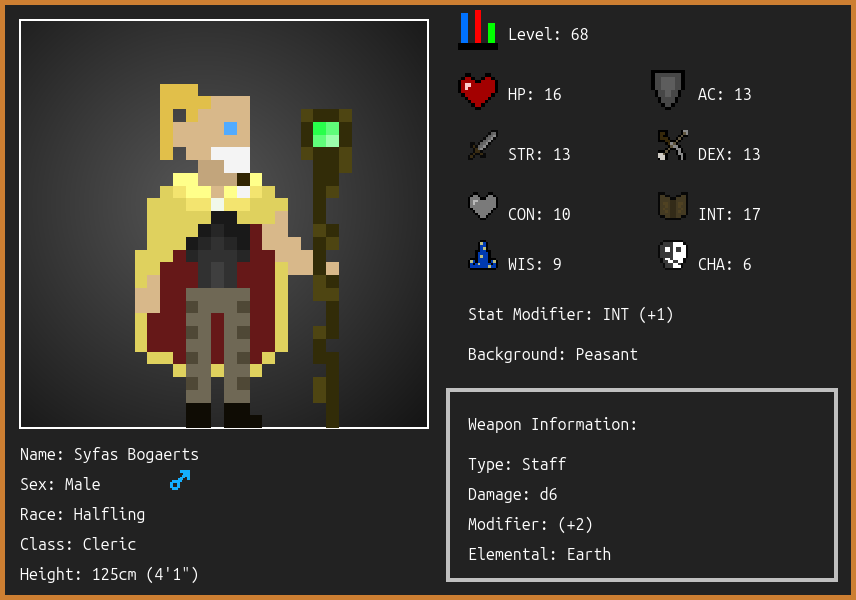 Level: 68
HP: 16
AC: 13
STR: 13
DEX: 13
CON: 10
INT: 17
WIS: 9
CHA: 6
Stat Modifier: INT (+1)
Background: Peasant
Weapon Information:
Type: Staff
Damage: d6
Modifier: (+2)
Elemental: Earth
Name: Syfas Bogaerts
Sex: Male
Race: Halfling
Class: Cleric
Height: 125cm (4'1")